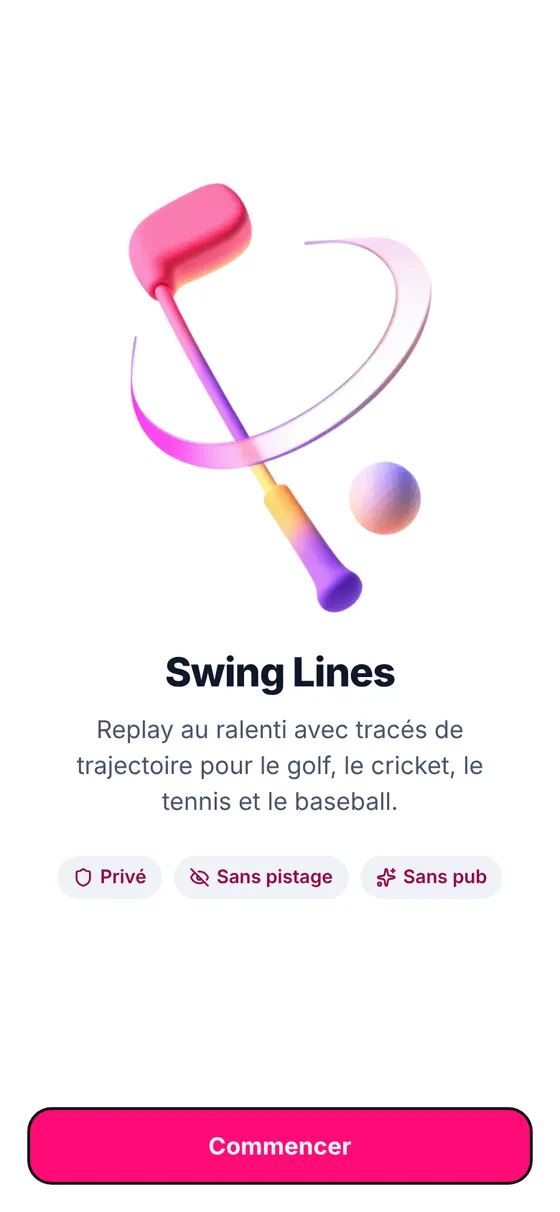 Swing Lines
Replay au ralenti avec tracés de
trajectoire pour le golf, le cricket, le
tennis et le baseball.
Privé
Sans pistage
Sans pub
Commencer